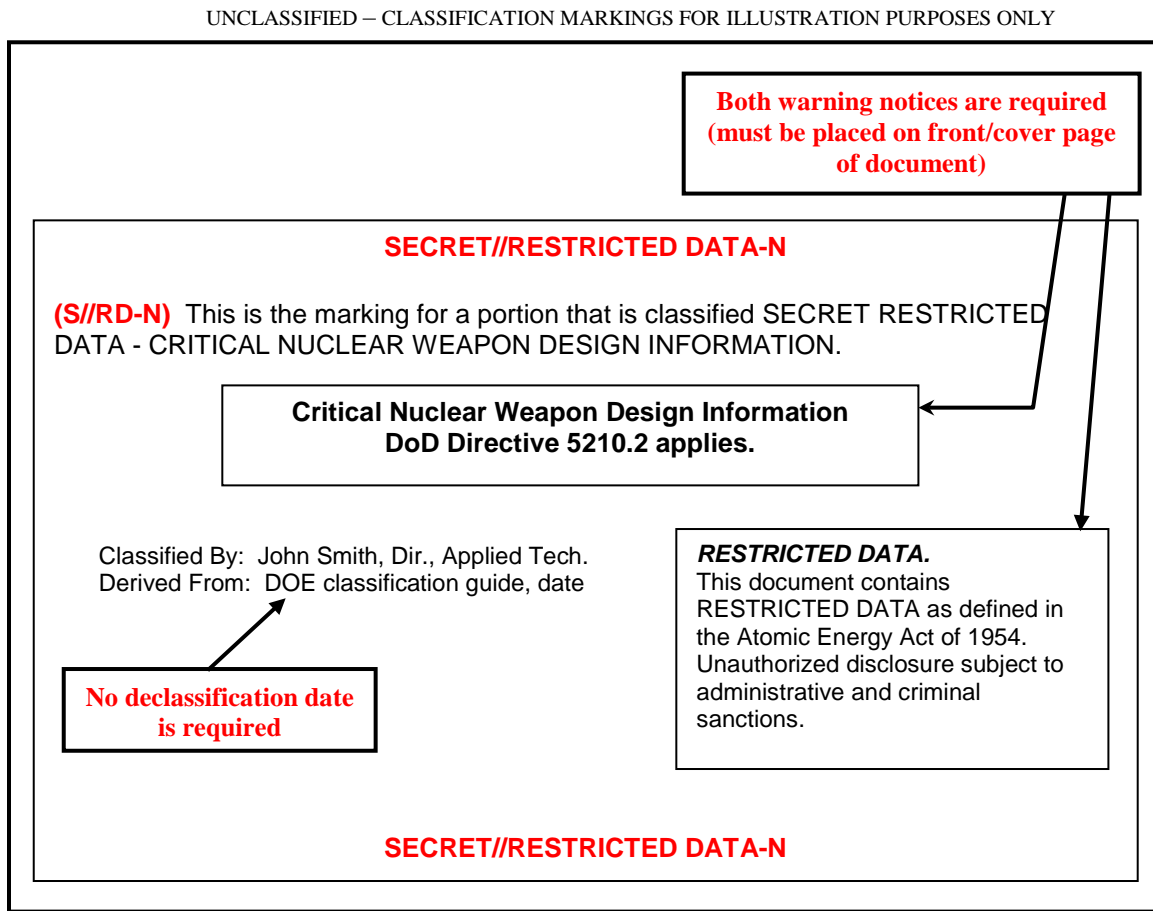 UNCLASSIFIED – CLASSIFICATION MARKINGS FOR ILLUSTRATION PURPOSES ONLY
Both warning notices are required
(must be placed on front/cover page
of document)
SECRET//RESTRICTED DATA-N
(S//RD-N) This is the marking for a portion that is classified SECRET RESTRICTED
DATA - CRITICAL NUCLEAR WEAPON DESIGN INFORMATION.
Critical Nuclear Weapon Design Information
DoD Directive 5210.2 applies.
Classified By: John Smith, Dir., Applied Tech.
Derived From: DOE classification guide, date
No declassification date
is required
RESTRICTED DATA.
This document contains
RESTRICTED DATA as defined in
the Atomic Energy Act of 1954.
Unauthorized disclosure subject to
administrative and criminal
sanctions.
SECRET//RESTRICTED DATA-N